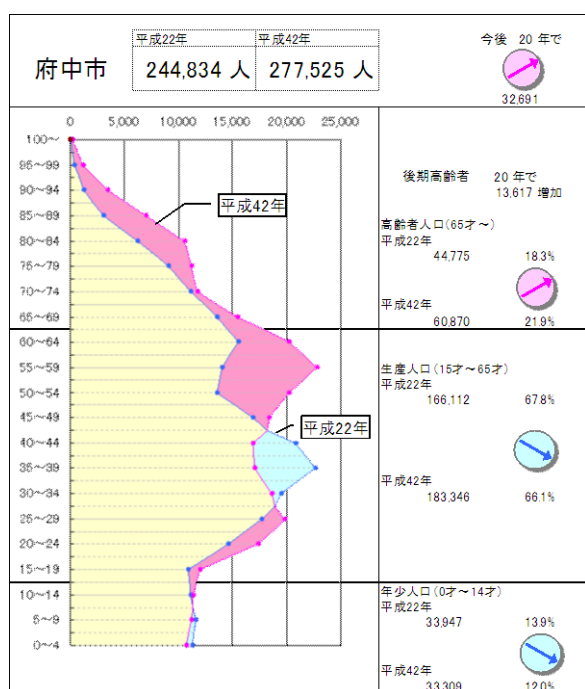 平成22年 平成42年
今後 20 年で
府中市 244,834 人 277,525 人
32,691
0 5,000 10,000 15,000 20,000 25,000
100～
95～99
90～94
85～89
80～84
75～79
70～74
65～69
60～64
55～59
50～54
45～49
40～44
35～39
30～34
25～29
20～24
15～19
10～14
5～9
0～4
平成42年
平成22年
後期高齢者 20 年で
13,617 増加
高齢者人口(65才～)
平成22年
44,775 18.3%
平成42年
60,870 21.9%
生産人口(15才～65才)
平成22年
166,112 67.8%
平成42年
183,346 66.1%
年少人口(0才～14才)
平成22年
33,947 13.9%
平成42年
33,309 12.0%